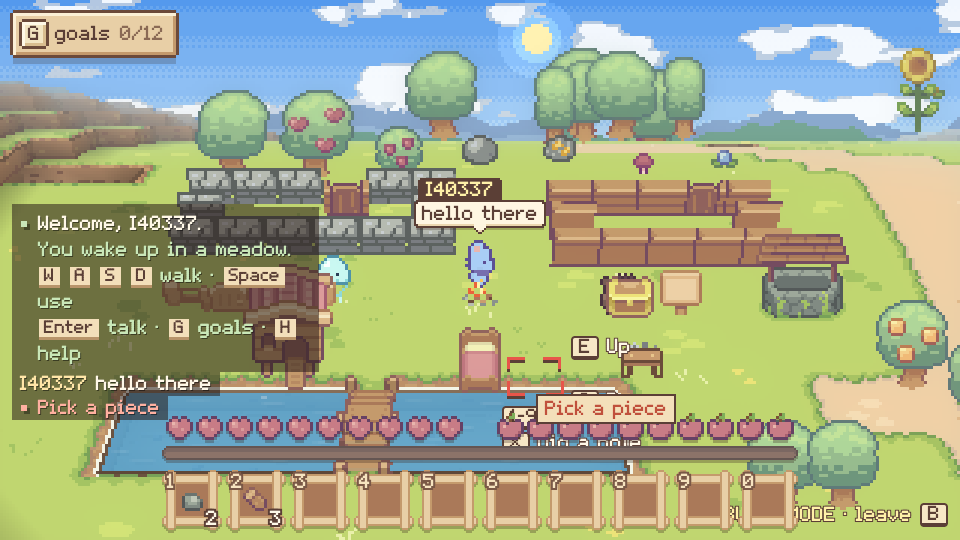 G goals 0/12
I40337
hello there
Welcome, I40337.
You wake up in a meadow.
W A S D walk · Space
use
Enter talk · G goals · H
help
E Up
I40337 hello there
Pick a piece
Pick a piece
1 2 3 4 5 6 7 8 9 0
2 3
MODE · leave B